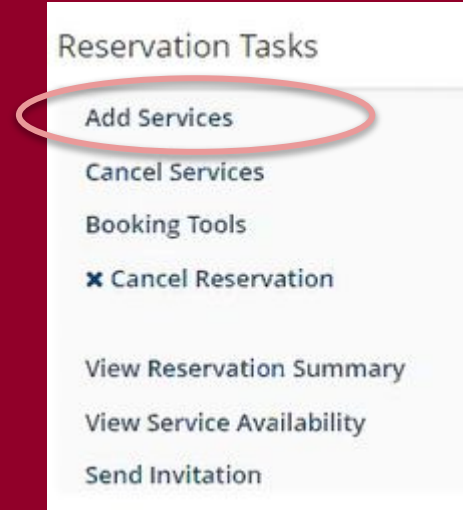 Reservation Tasks
Add Services
Cancel Services
Booking Tools
✖ Cancel Reservation
View Reservation Summary
View Service Availability
Send Invitation